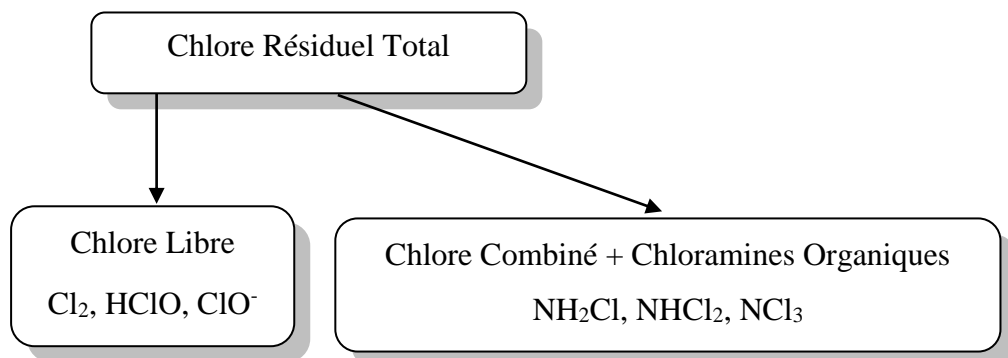 Chlore Résiduel Total
Chlore Libre
Cl₂, HClO, ClO⁻
Chlore Combiné + Chloramines Organiques
NH₂Cl, NHCl₂, NCl₃